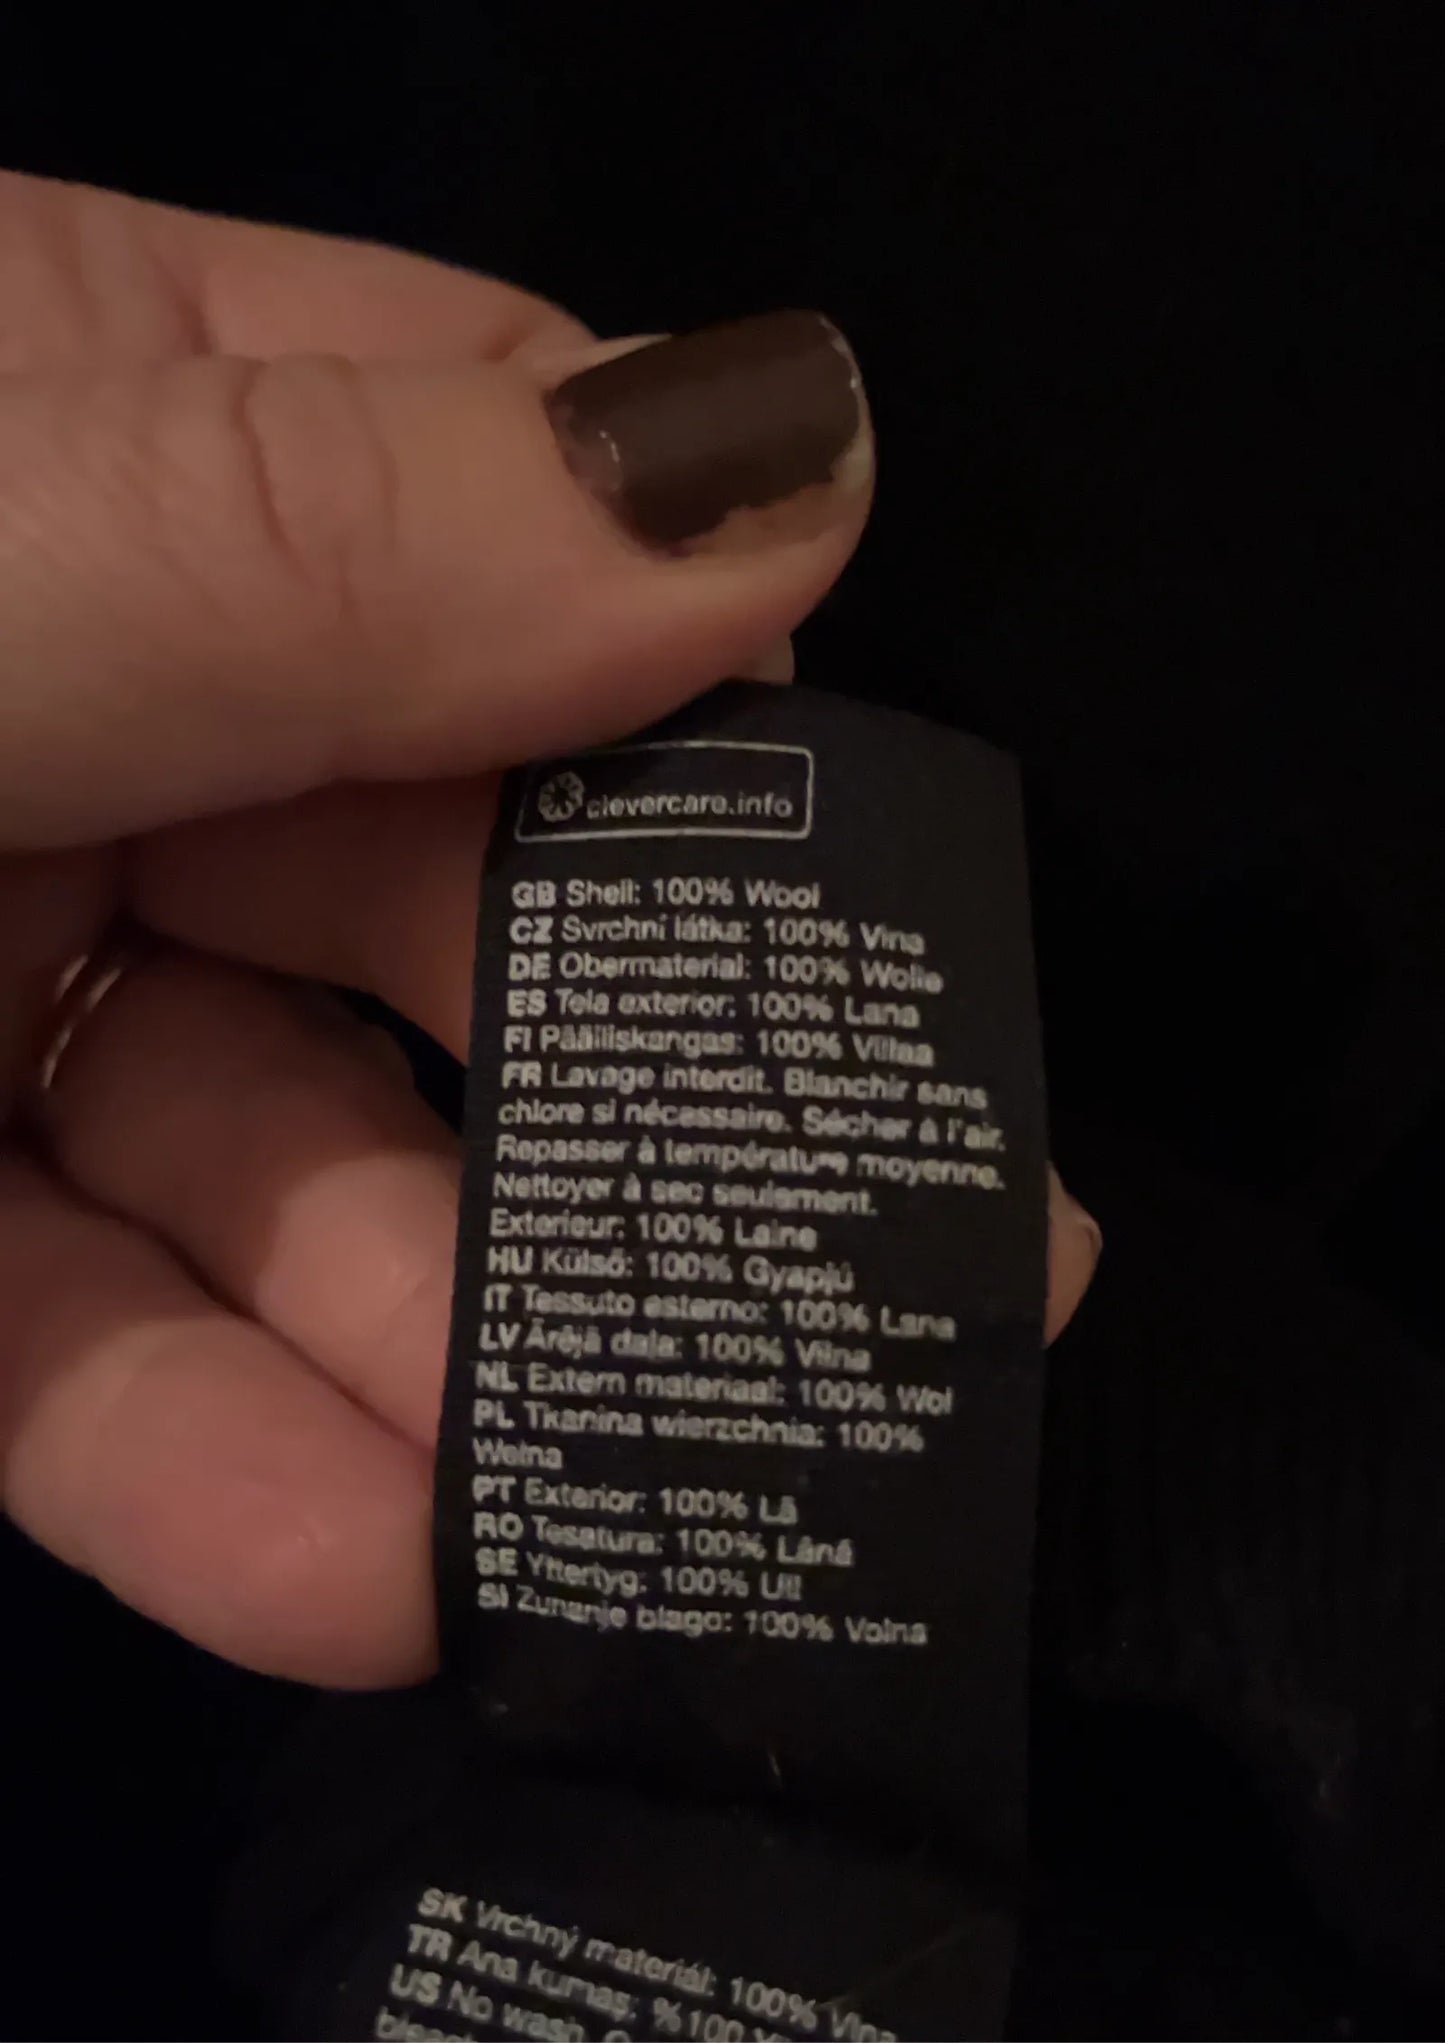 clevercare.info
GB Shell: 100% Wool
CZ Svrchní látka: 100% Vlna
DE Obermaterial: 100% Wolle
ES Tela exterior: 100% Lana
FI Päälliskangas: 100% Villaa
FR Lavage interdit. Blanchir sans
chlore si nécessaire. Sécher à l'air.
Repasser à température moyenne.
Nettoyer à sec seulement.
Exterieur: 100% Laine
HU Külső: 100% Gyapjú
IT Tessuto esterno: 100% Lana
LV Ārējā daļa: 100% Vilna
NL Extern materiaal: 100% Wol
PL Tkanina wierzchnia: 100%
Wełna
PT Exterior: 100% Lã
RO Tesatura: 100% Lână
SE Yttertyg: 100% Ull
SI Zunanje blago: 100% Volna
SK Vrchný materiál: 100% Vlna
TR Ana kumaş: %100
US No wash.